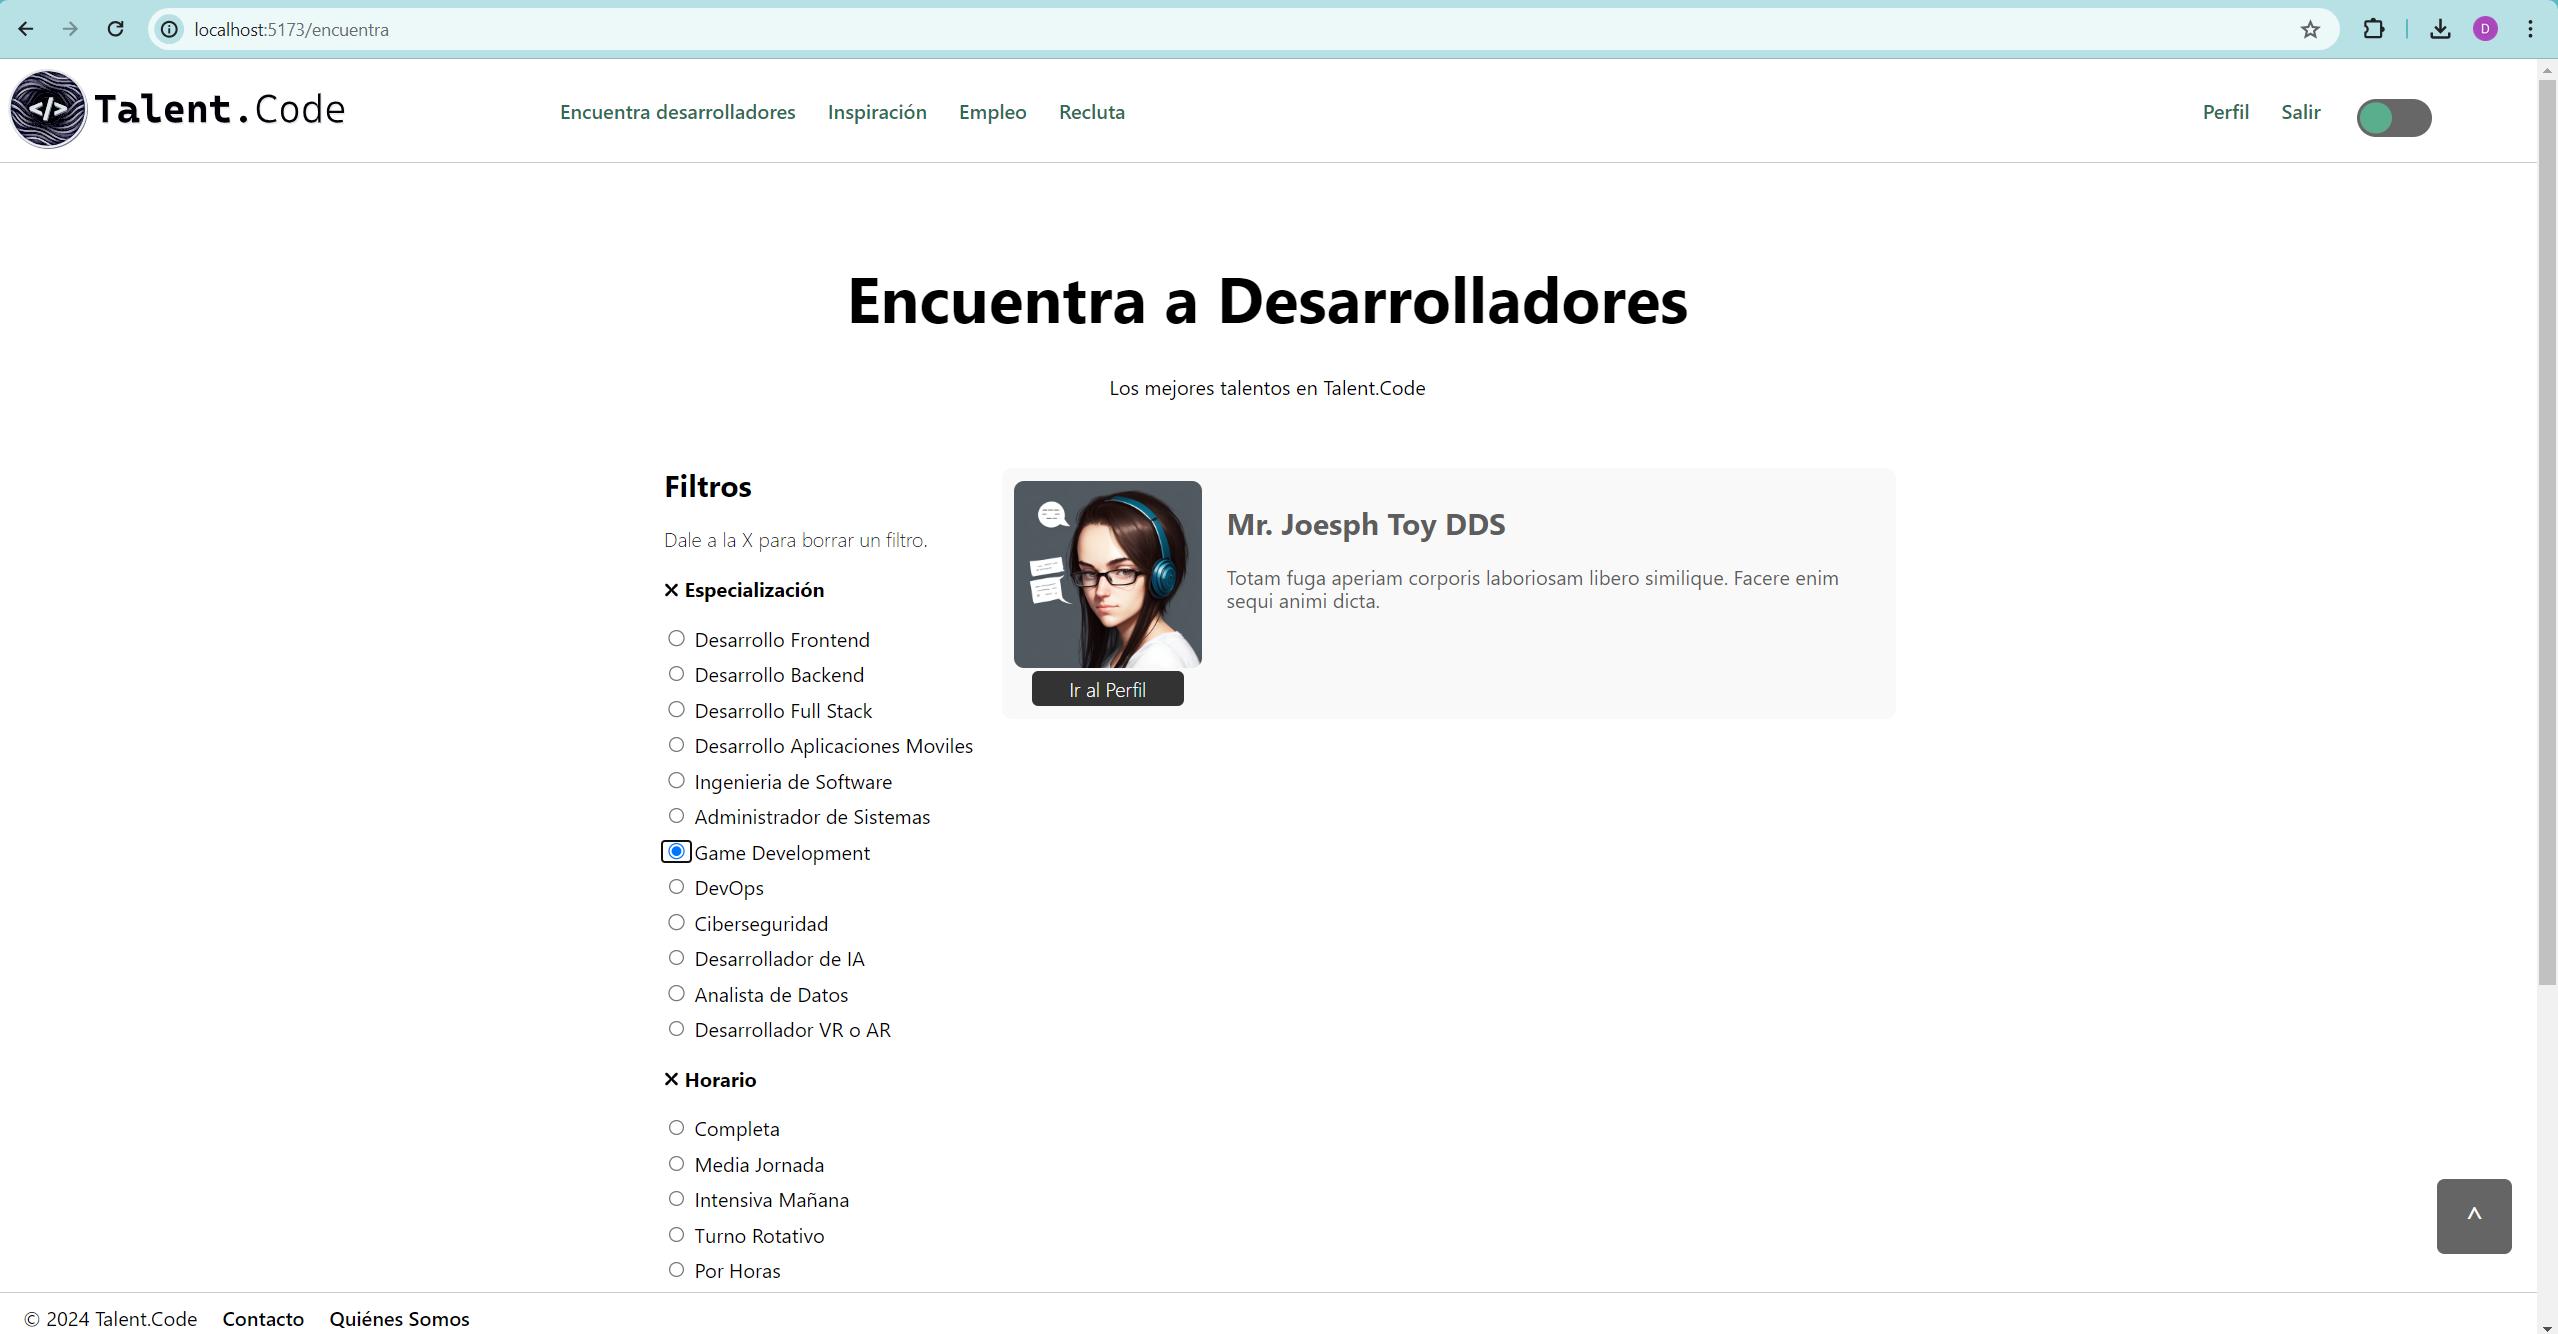 localhost:5173/encuentra
D
</> Talent.Code
Encuentra desarrolladores Inspiración Empleo Recluta Perfil Salir
Encuentra a Desarrolladores
Los mejores talentos en Talent.Code
Filtros
Dale a la X para borrar un filtro.
✕ Especialización
Desarrollo Frontend
Desarrollo Backend
Desarrollo Full Stack
Desarrollo Aplicaciones Moviles
Ingenieria de Software
Administrador de Sistemas
Game Development
DevOps
Ciberseguridad
Desarrollador de IA
Analista de Datos
Desarrollador VR o AR
✕ Horario
Completa
Media Jornada
Intensiva Mañana
Turno Rotativo
Por Horas
Mr. Joesph Toy DDS
Totam fuga aperiam corporis laboriosam libero similique. Facere enim
sequi animi dicta.
Ir al Perfil
^
© 2024 Talent.Code Contacto Quiénes Somos